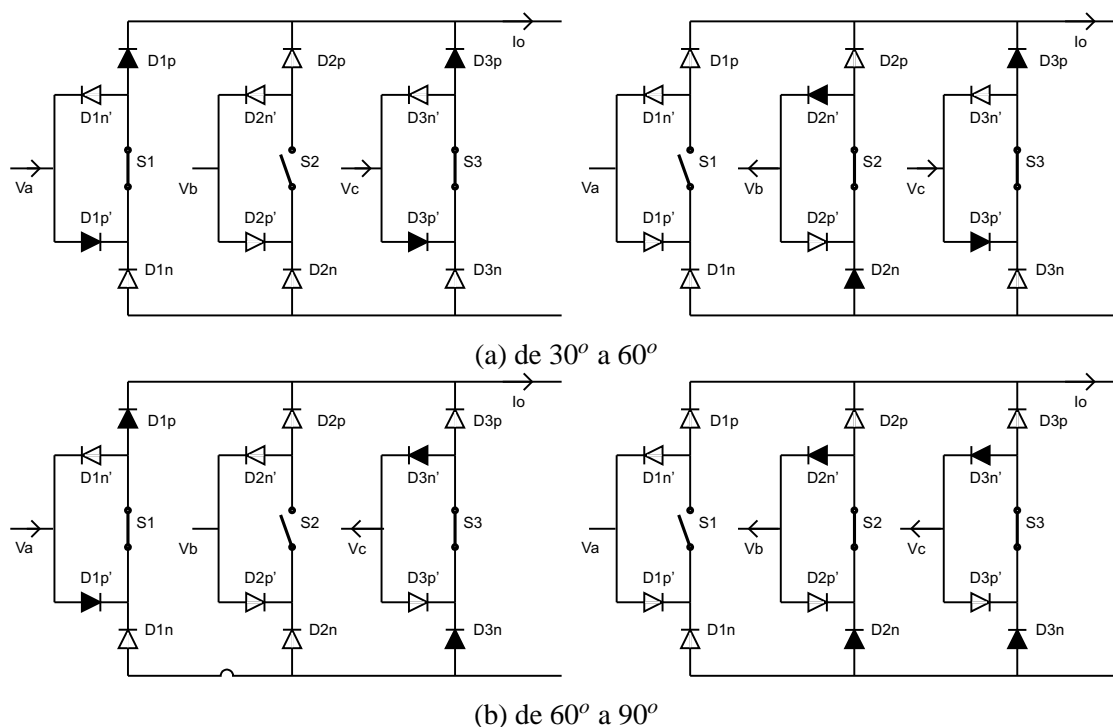 Io Io
D1p D2p D3p D1p D2p D3p
D1n' D2n' D3n' D1n' D2n' D3n'
S1 S2 S3 S1 S2 S3
Va Vb Vc Va Vb Vc
D1p' D2p' D3p' D1p' D2p' D3p'
D1n D2n D3n D1n D2n D3n
(a) de 30º a 60º
Io Io
D1p D2p D3p D1p D2p D3p
D1n' D2n' D3n' D1n' D2n' D3n'
S1 S2 S3 S1 S2 S3
Va Vb Vc Va Vb Vc
D1p' D2p' D3p' D1p' D2p' D3p'
D1n D2n D3n D1n D2n D3n
(b) de 60º a 90º